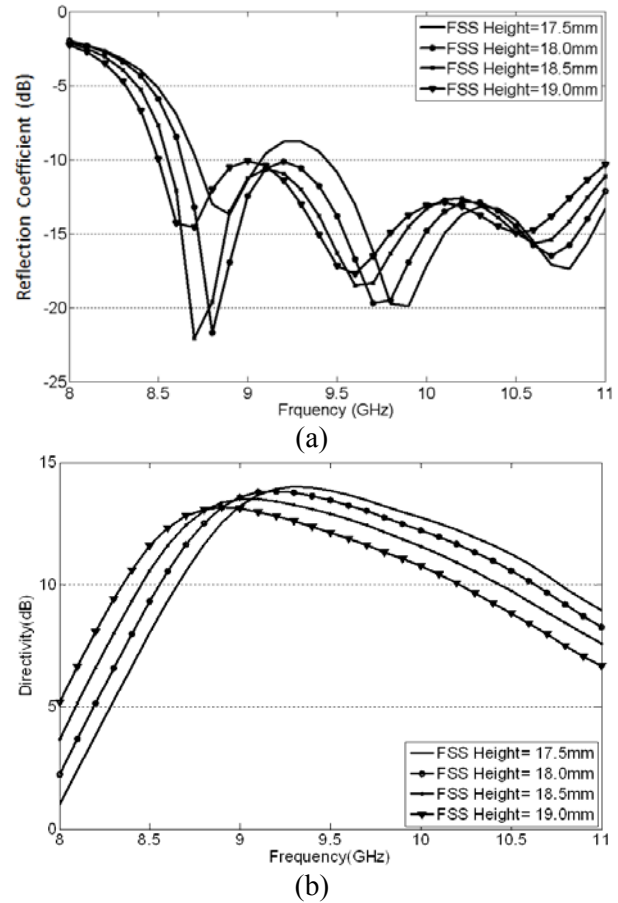 0
-5
-10
-15
-20
-25
Reflection Coefficient (dB)
FSS Height=17.5mm
FSS Height=18.0mm
FSS Height=18.5mm
FSS Height=19.0mm
8 8.5 9 9.5 10 10.5 11
Frquency (GHz)
(a)
15
10
5
0
Directivity(dB)
FSS Height= 17.5mm
FSS Height= 18.0mm
FSS Height= 18.5mm
FSS Height= 19.0mm
8 8.5 9 9.5 10 10.5 11
Frequency(GHz)
(b)